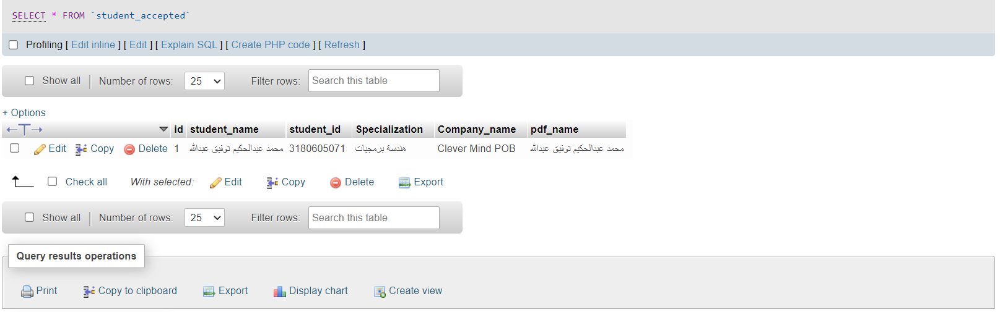 SELECT * FROM `student_accepted`
Profiling [ Edit inline ] [ Edit ] [ Explain SQL ] [ Create PHP code ] [ Refresh ]
Show all Number of rows: 25 Filter rows: Search this table
+ Options
id student_name student_id Specialization Company_name pdf_name
Edit Copy Delete 1 محمد عبدالحكيم توفيق عبدالله 3180605071 هندسة برمجيات Clever Mind POB محمد عبدالحكيم توفيق عبدالله
Check all With selected: Edit Copy Delete Export
Show all Number of rows: 25 Filter rows: Search this table
Query results operations
Print Copy to clipboard Export Display chart Create view